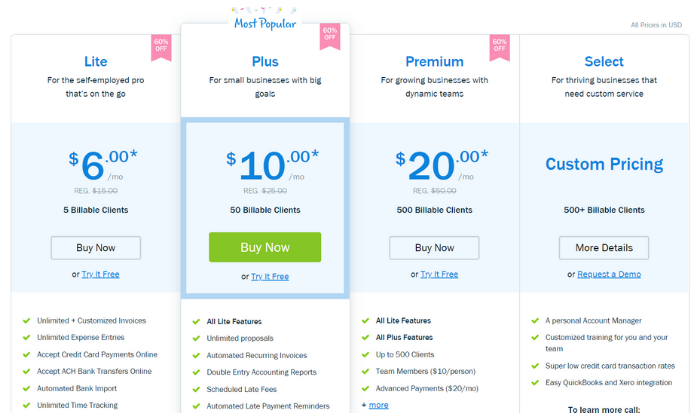 Most Popular
All Prices in USD
60%
OFF
Lite
For the self-employed pro
that's on the go
$6.00*
/mo
REG. $15.00
5 Billable Clients
Buy Now
or Try It Free
Unlimited + Customized Invoices
Unlimited Expense Entries
Accept Credit Card Payments Online
Accept ACH Bank Transfers Online
Automated Bank Import
Unlimited Time Tracking
60%
OFF
Plus
For small businesses with big
goals
$10.00*
/mo
REG. $25.00
50 Billable Clients
Buy Now
or Try It Free
All Lite Features
Unlimited proposals
Automated Recurring Invoices
Double Entry Accounting Reports
Scheduled Late Fees
Automated Late Payment Reminders
60%
OFF
Premium
For growing businesses with
dynamic teams
$20.00*
/mo
REG. $50.00
500 Billable Clients
Buy Now
or Try It Free
All Lite Features
All Plus Features
Up to 500 Clients
Team Members ($10/person)
Advanced Payments ($20/mo)
+ more
Select
For thriving businesses that
need custom service
Custom Pricing
500+ Billable Clients
More Details
or Request a Demo
A personal Account Manager
Customized training for you and your
team
Super low credit card transaction rates
Easy QuickBooks and Xero integration
To learn more call: